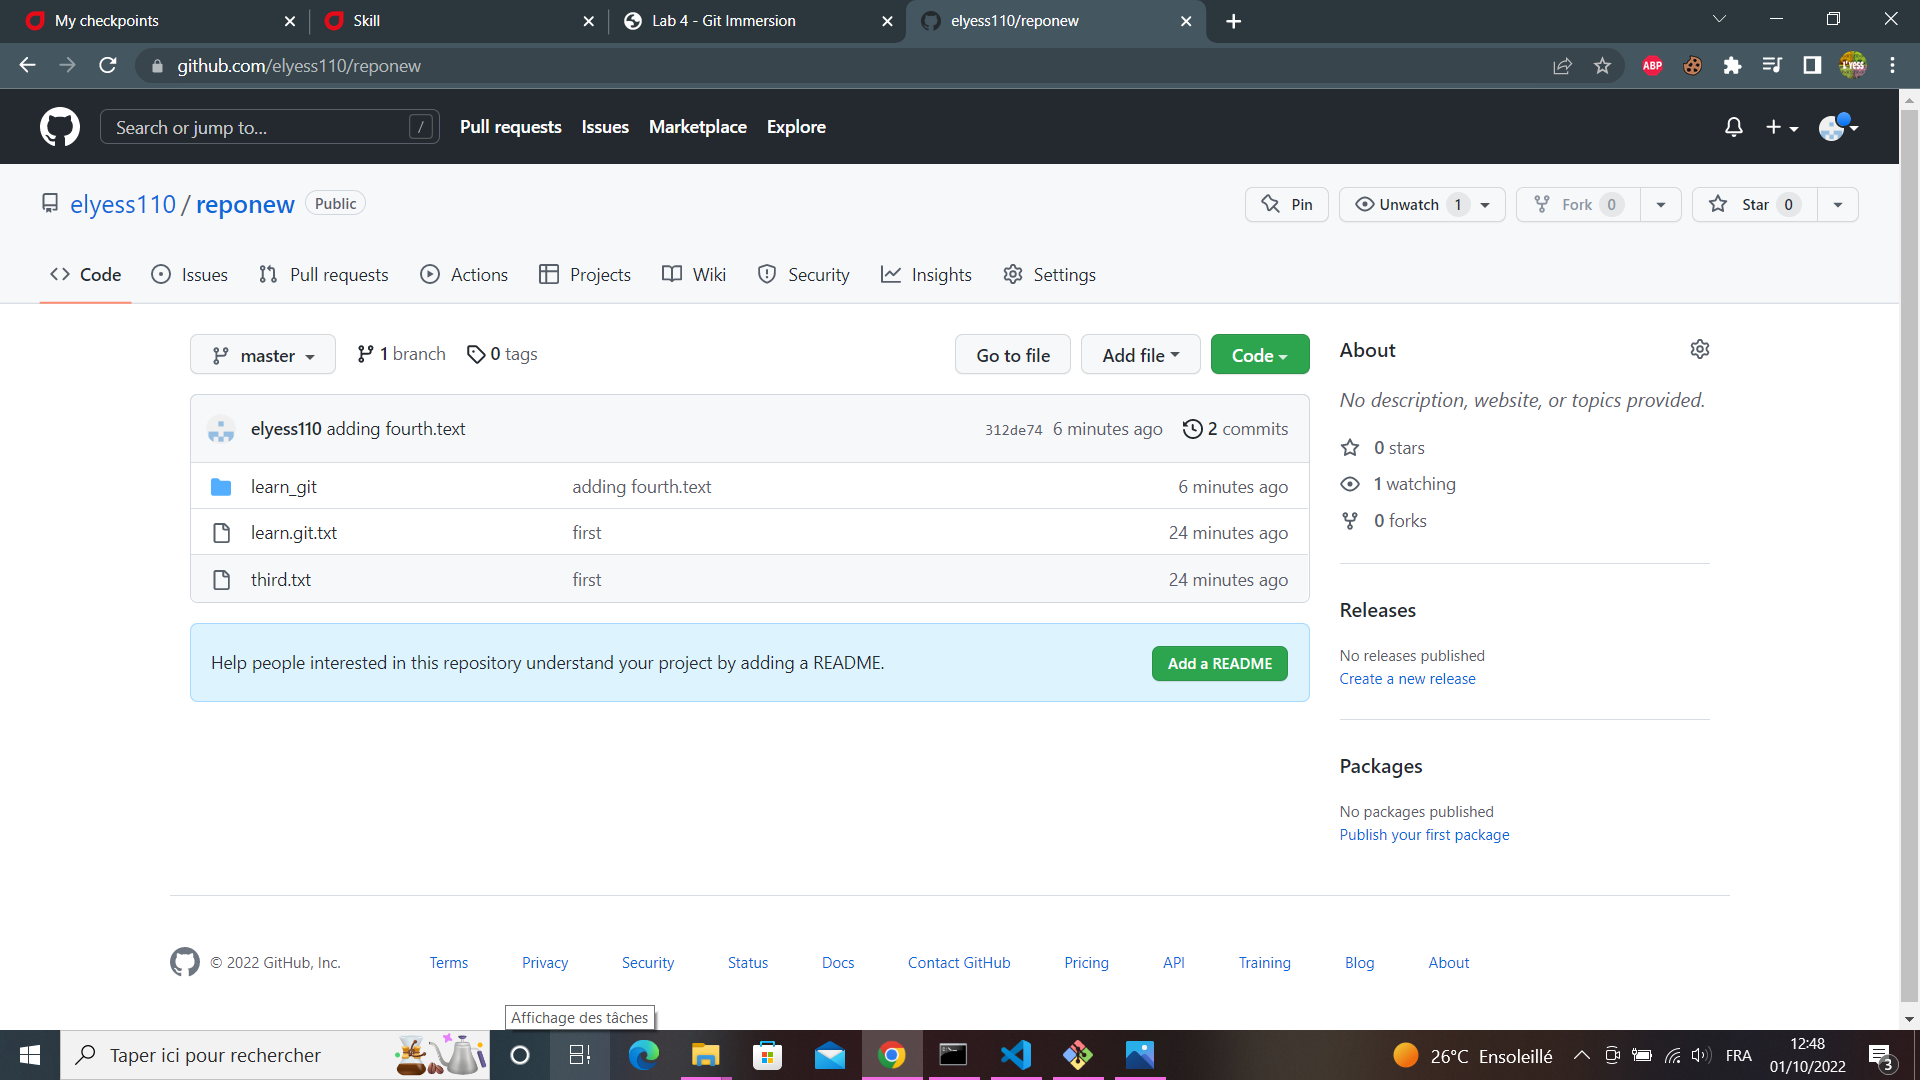 My checkpoints
Skill
Lab 4 - Git Immersion
elyess110/reponew
github.com/elyess110/reponew
ABP
Search or jump to...
/
Pull requests
Issues
Marketplace
Explore
elyess110 / reponew
Public
Pin
Unwatch 1
Fork 0
Star 0
Code
Issues
Pull requests
Actions
Projects
Wiki
Security
Insights
Settings
master
1 branch
0 tags
Go to file
Add file
Code
About
No description, website, or topics provided.
elyess110 adding fourth.text
312de74 6 minutes ago
2 commits
0 stars
learn_git
adding fourth.text
6 minutes ago
1 watching
0 forks
learn.git.txt
first
24 minutes ago
third.txt
first
24 minutes ago
Releases
Help people interested in this repository understand your project by adding a README.
Add a README
No releases published
Create a new release
Packages
No packages published
Publish your first package
© 2022 GitHub, Inc.
Terms
Privacy
Security
Status
Docs
Contact GitHub
Pricing
API
Training
Blog
About
Affichage des tâches
Taper ici pour rechercher
26°C Ensoleillé
FRA
12:48
01/10/2022
3